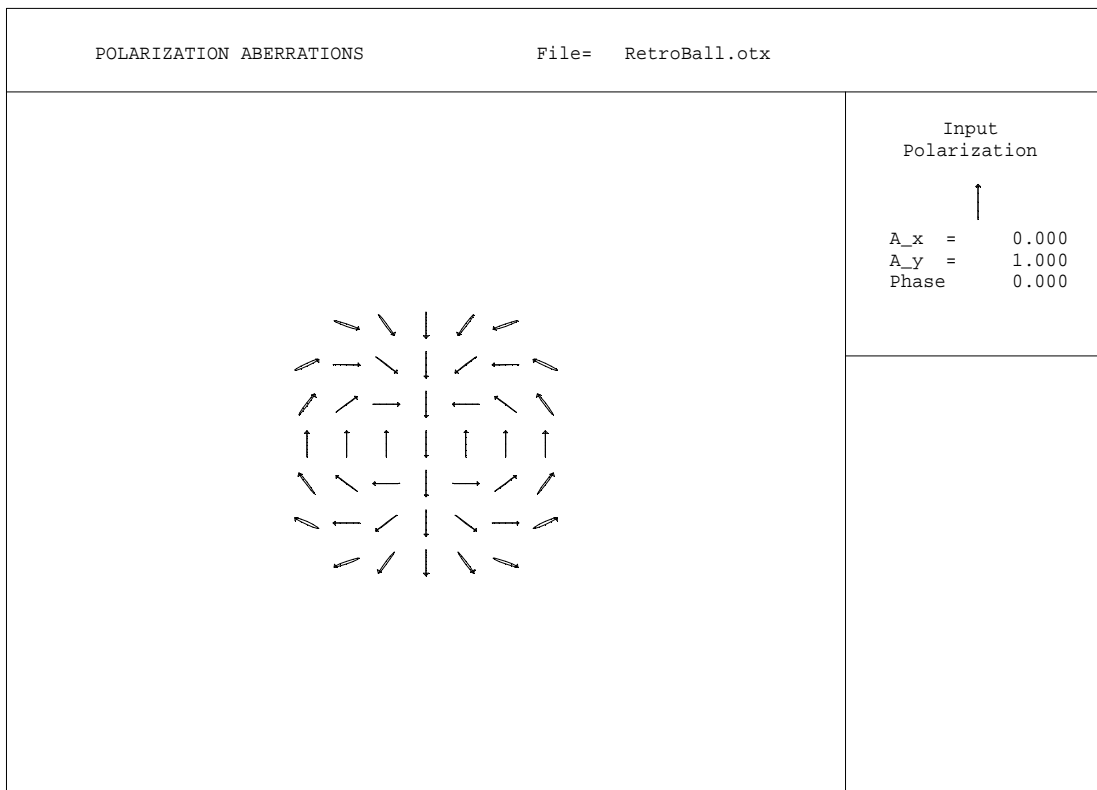 POLARIZATION ABERRATIONS File= RetroBall.otx
Input
Polarization
A_x = 0.000
A_y = 1.000
Phase 0.000